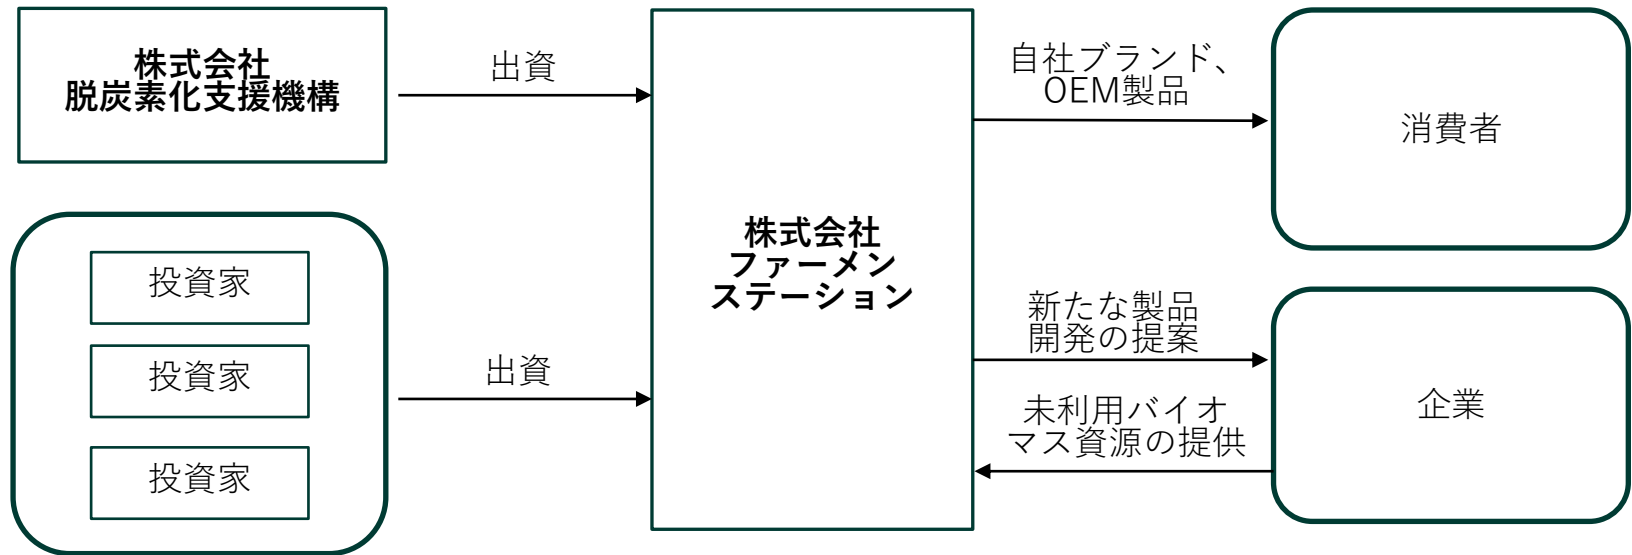 株式会社
脱炭素化支援機構
出資
投資家
投資家
投資家
出資
株式会社
ファーメン
ステーション
自社ブランド、
OEM製品
消費者
新たな製品
開発の提案
未利用バイオ
マス資源の提供
企業